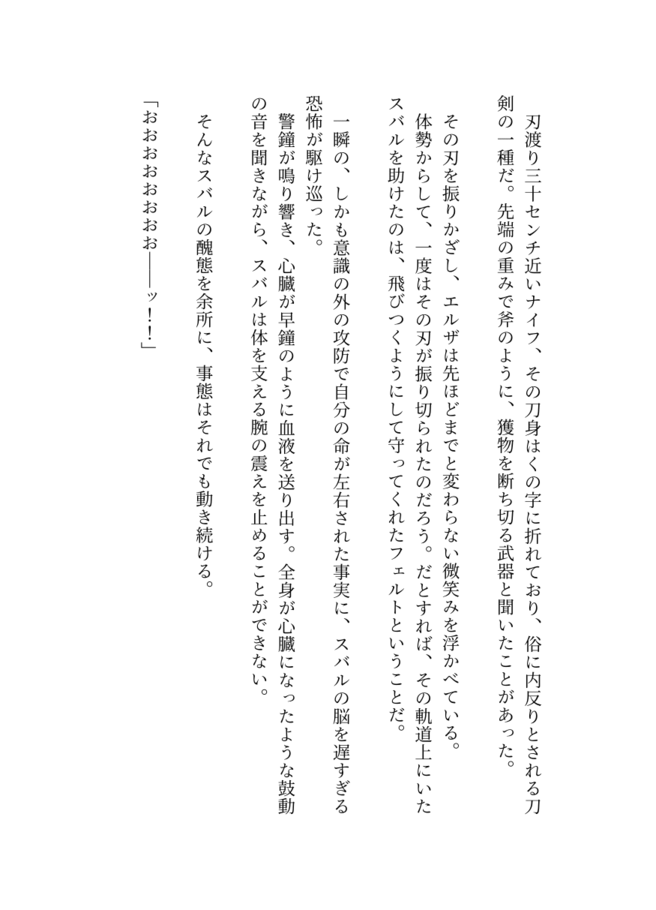 刃渡り三十センチ近いナイフ、その刀身はくの字に折れており、俗に内反りとされる刀
剣の一種だ。先端の重みで斧のように、獲物を断ち切る武器と聞いたことがあった。
その刃を振りかざし、エルザは先ほどまでと変わらない微笑みを浮かべている。
体勢からして、一度はその刃が振り切られたのだろう。だとすれば、その軌道上にいた
スバルを助けたのは、飛びつくようにして守ってくれたフェルトということだ。
一瞬の、しかも意識の外の攻防で自分の命が左右された事実に、スバルの脳を遅すぎる
恐怖が駆け巡った。
警鐘が鳴り響き、心臓が早鐘のように血液を送り出す。全身が心臓になったような鼓動
の音を聞きながら、スバルは体を支える腕の震えを止めることができない。
そんなスバルの醜態を余所に、事態はそれでも動き続ける。
「おおおおおおおお――ッ！！」